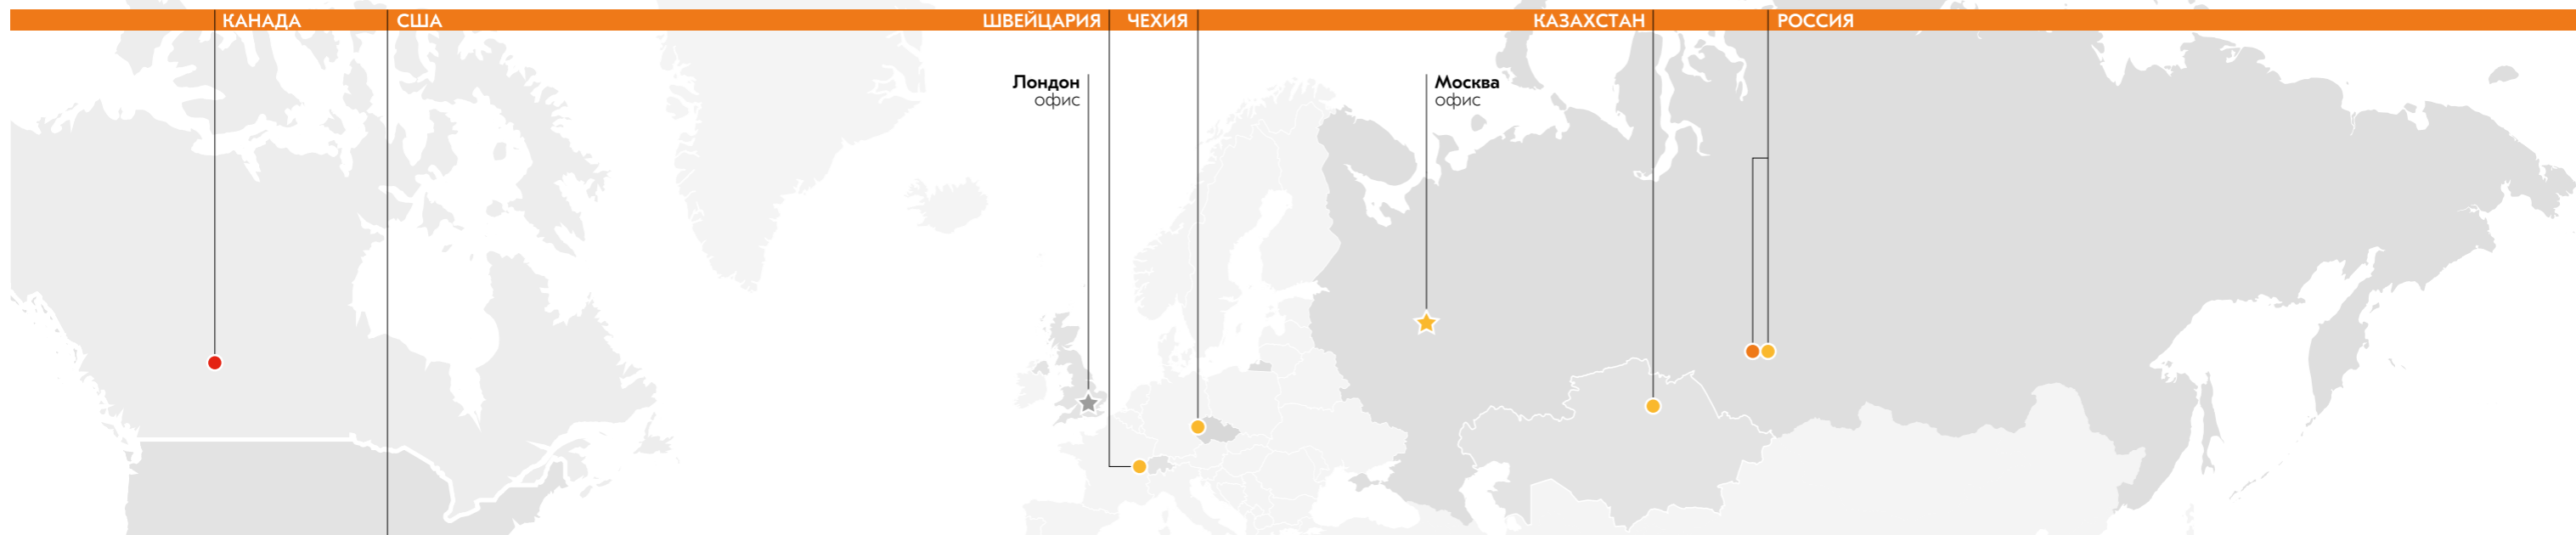 КАНАДА
США
ШВЕЙЦАРИЯ
ЧЕХИЯ
КАЗАХСТАН
РОССИЯ
Лондон
офис
Москва
офис